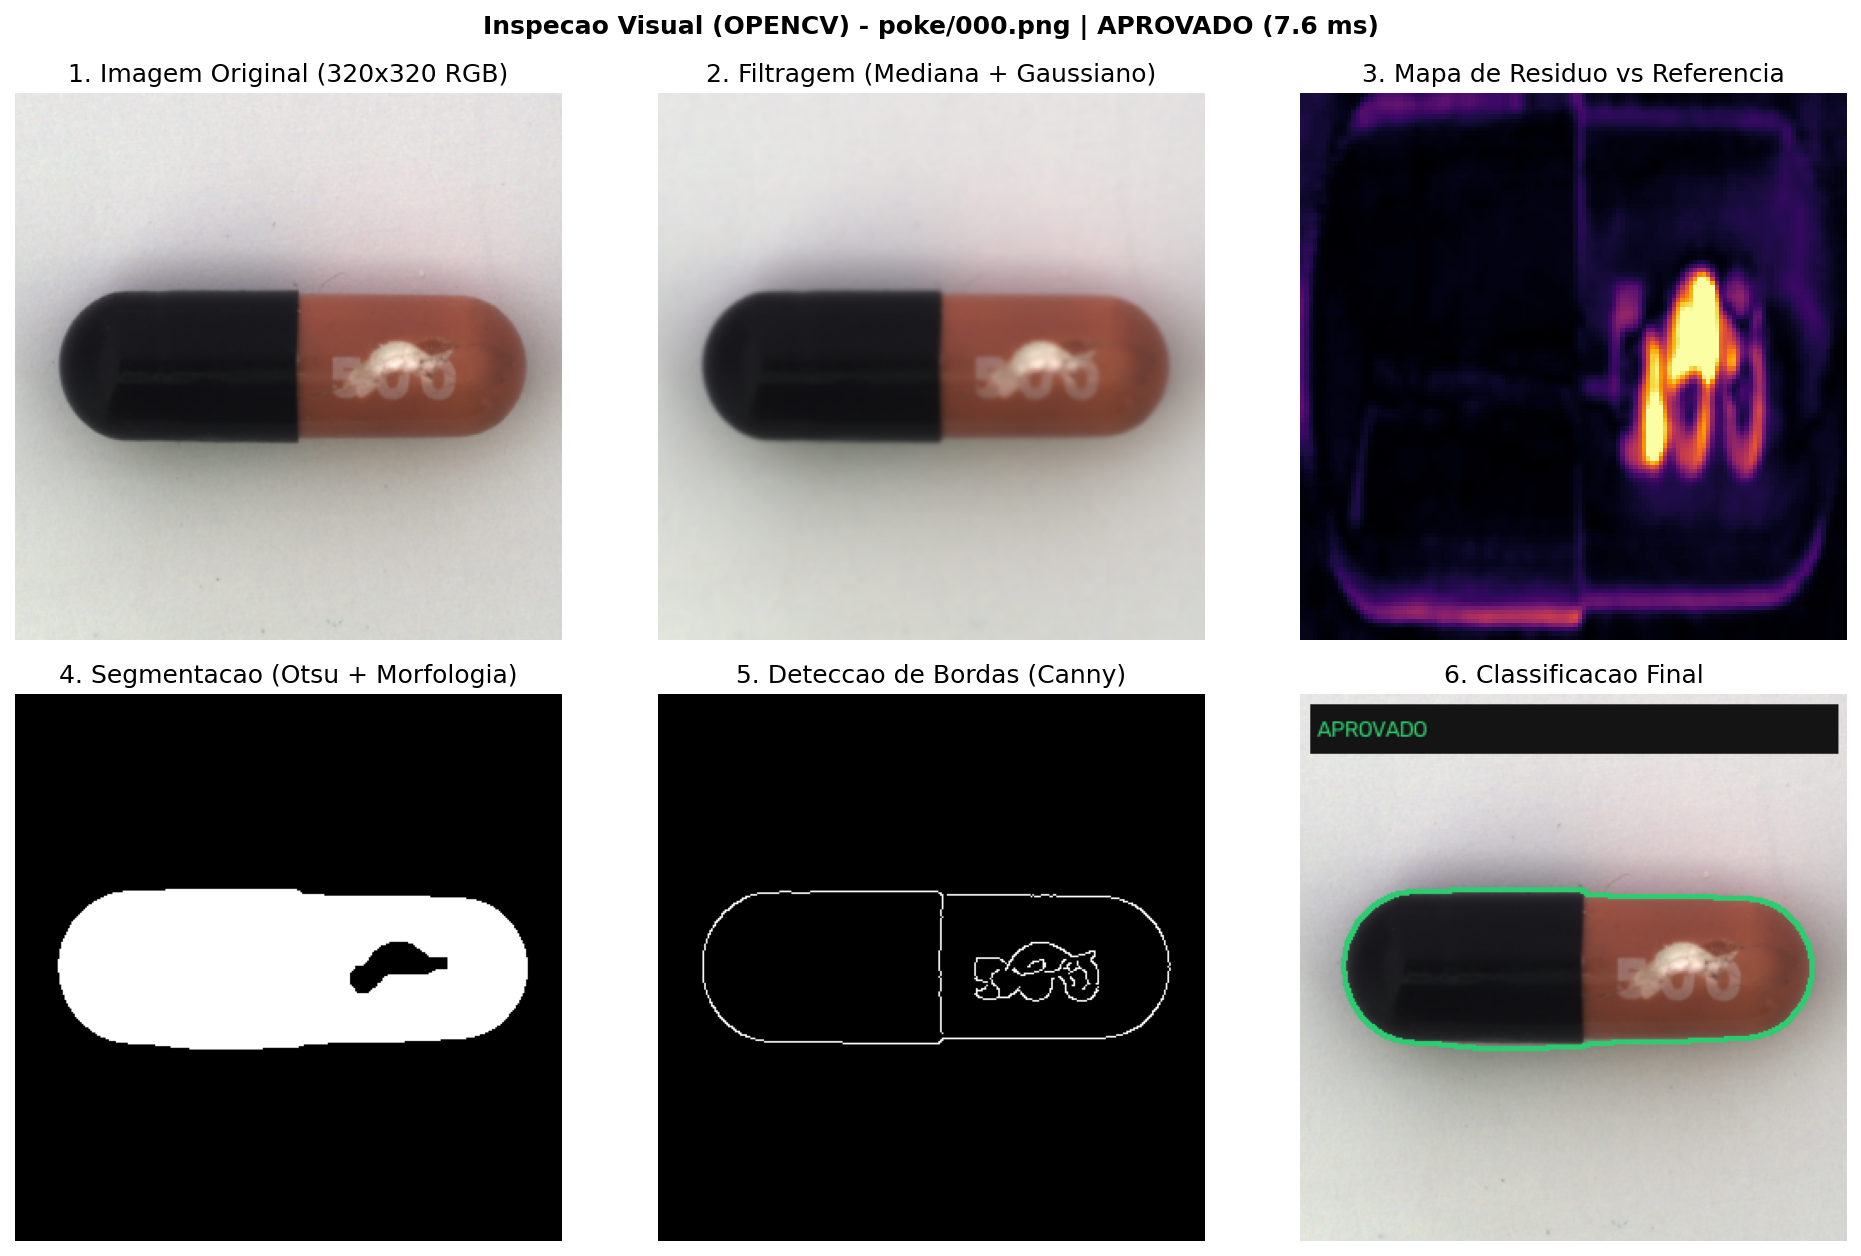 Inspecao Visual (OPENCV) - poke/000.png | APROVADO (7.6 ms)
1. Imagem Original (320x320 RGB)
2. Filtragem (Mediana + Gaussiano)
3. Mapa de Residuo vs Referencia
500
500
4. Segmentacao (Otsu + Morfologia)
5. Deteccao de Bordas (Canny)
6. Classificacao Final
APROVADO
500